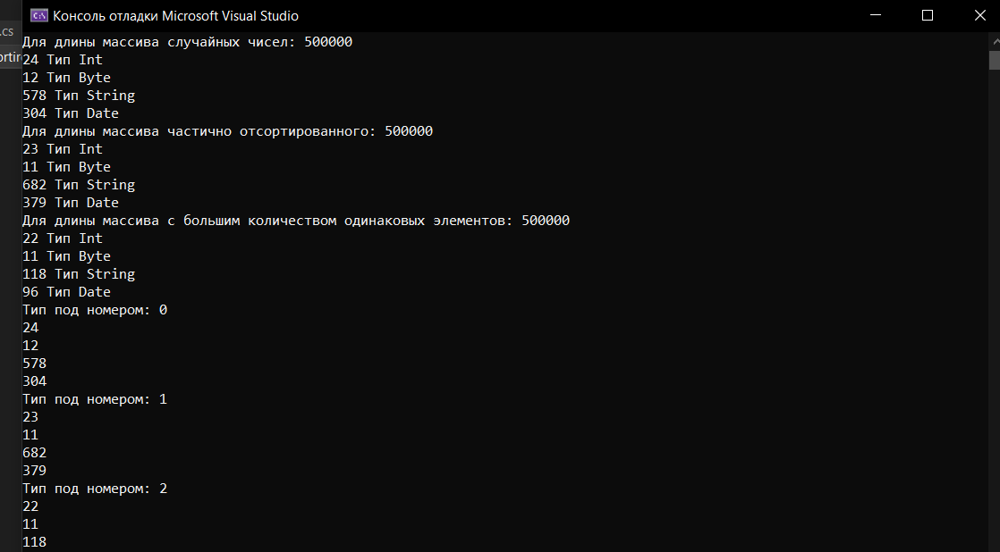 .cs
ortir
C:\
Консоль отладки Microsoft Visual Studio
Для длины массива случайных чисел: 500000
24 Тип Int
12 Тип Byte
578 Тип String
304 Тип Date
Для длины массива частично отсортированного: 500000
23 Тип Int
11 Тип Byte
682 Тип String
379 Тип Date
Для длины массива с большим количеством одинаковых элементов: 500000
22 Тип Int
11 Тип Byte
118 Тип String
96 Тип Date
Тип под номером: 0
24
12
578
304
Тип под номером: 1
23
11
682
379
Тип под номером: 2
22
11
118